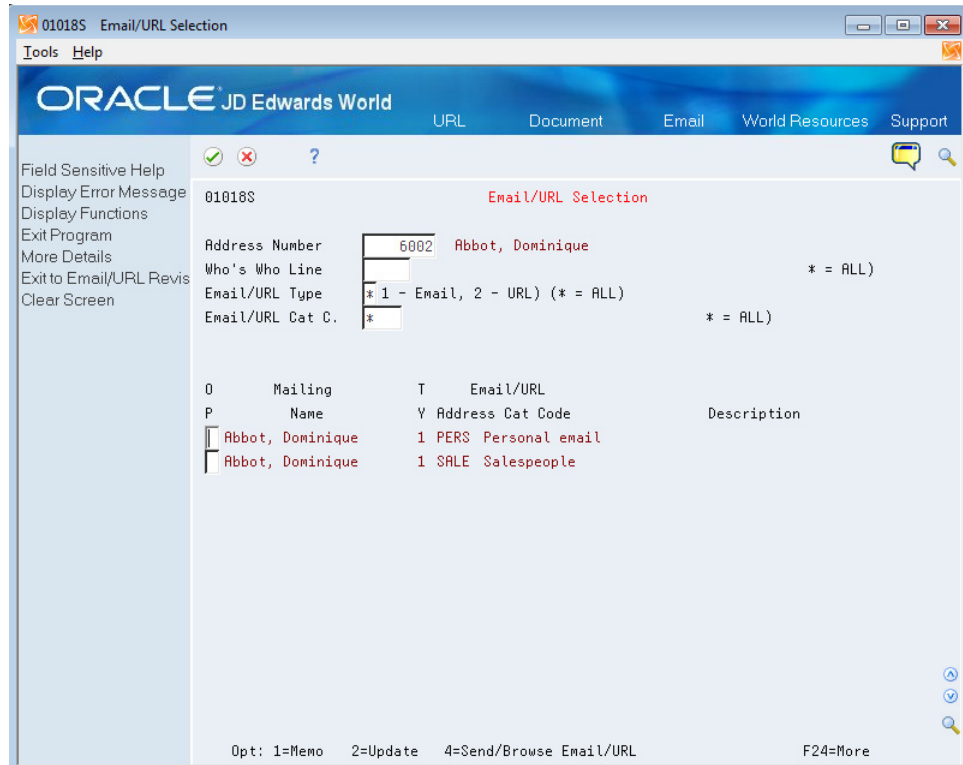 01018S Email/URL Selection
Tools Help
ORACLE JD Edwards World
URL Document Email World Resources Support
Field Sensitive Help
Display Error Message
Display Functions
Exit Program
More Details
Exit to Email/URL Revis
Clear Screen
?
01018S Email/URL Selection
Address Number 6002 Abbot, Dominique
Who's Who Line * = ALL)
Email/URL Type * 1 - Email, 2 - URL) (* = ALL)
Email/URL Cat C. * * = ALL)
O Mailing T Email/URL
P Name Y Address Cat Code Description
Abbot, Dominique 1 PERS Personal email
Abbot, Dominique 1 SALE Salespeople
Opt: 1=Memo 2=Update 4=Send/Browse Email/URL F24=More